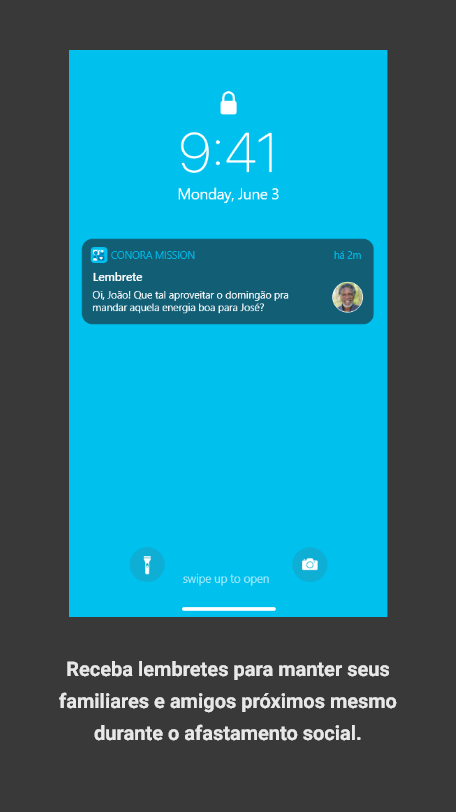 9:41
Monday, June 3
CONORA MISSION
há 2m
Lembrete
Oi, João! Que tal aproveitar o domingão pra
mandar aquela energia boa para José?
swipe up to open
Receba lembretes para manter seus
familiares e amigos próximos mesmo
durante o afastamento social.